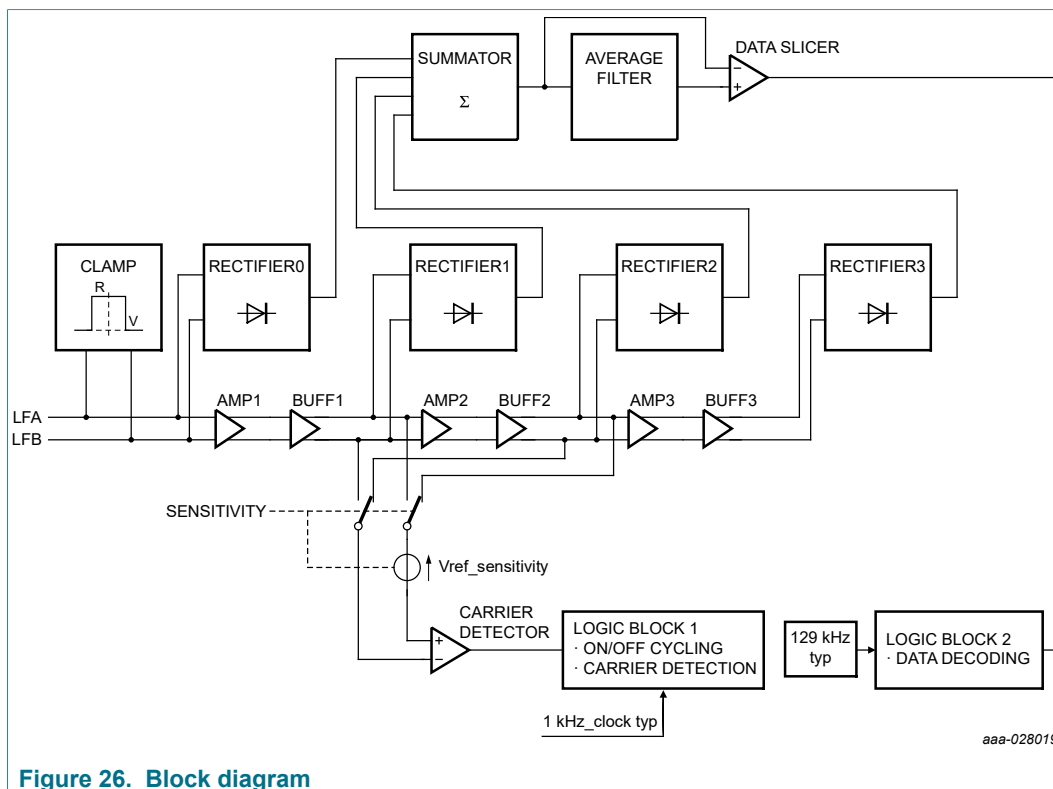 SUMMATOR
Σ
AVERAGE
FILTER
DATA SLICER
−
+
CLAMP
R
V
RECTIFIER0
RECTIFIER1
RECTIFIER2
RECTIFIER3
LFA
LFB
AMP1
BUFF1
AMP2
BUFF2
AMP3
BUFF3
SENSITIVITY
Vref_sensitivity
CARRIER
DETECTOR
+
−
LOGIC BLOCK 1
· ON/OFF CYCLING
· CARRIER DETECTION
129 kHz
typ
LOGIC BLOCK 2
· DATA DECODING
1 kHz_clock typ
aaa-028019
Figure 26. Block diagram